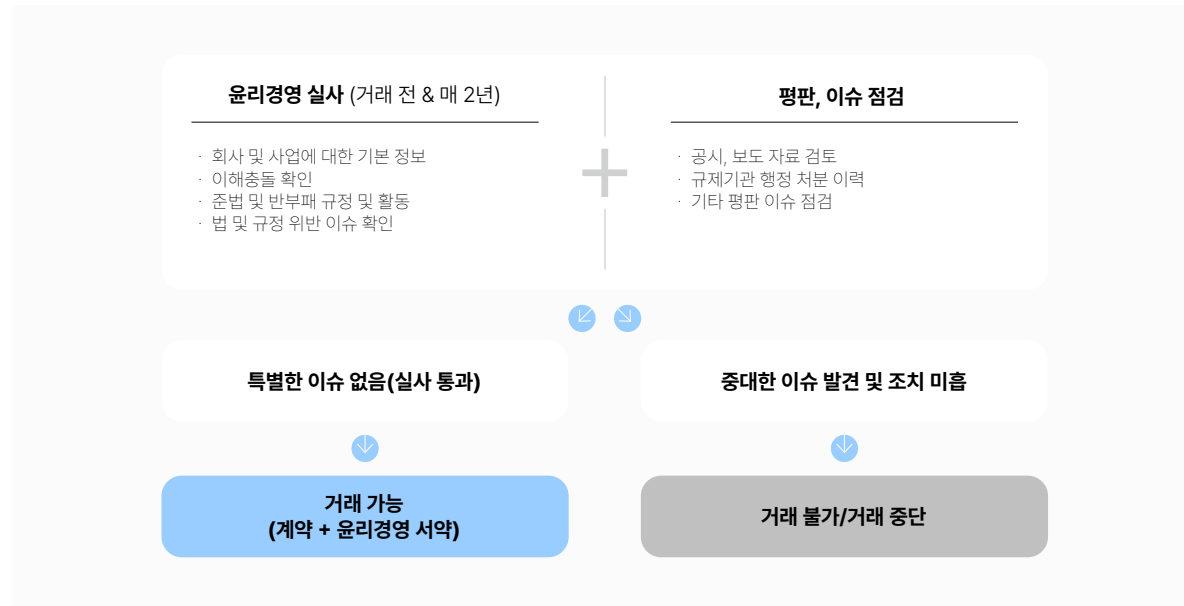 윤리경영 실사 (거래 전 & 매 2년)
· 회사 및 사업에 대한 기본 정보
· 이해충돌 확인
· 준법 및 반부패 규정 및 활동
· 법 및 규정 위반 이슈 확인
평판, 이슈 점검
· 공시, 보도 자료 검토
· 규제기관 행정 처분 이력
· 기타 평판 이슈 점검
특별한 이슈 없음(실사 통과)
중대한 이슈 발견 및 조치 미흡
거래 가능
(계약 + 윤리경영 서약)
거래 불가/거래 중단